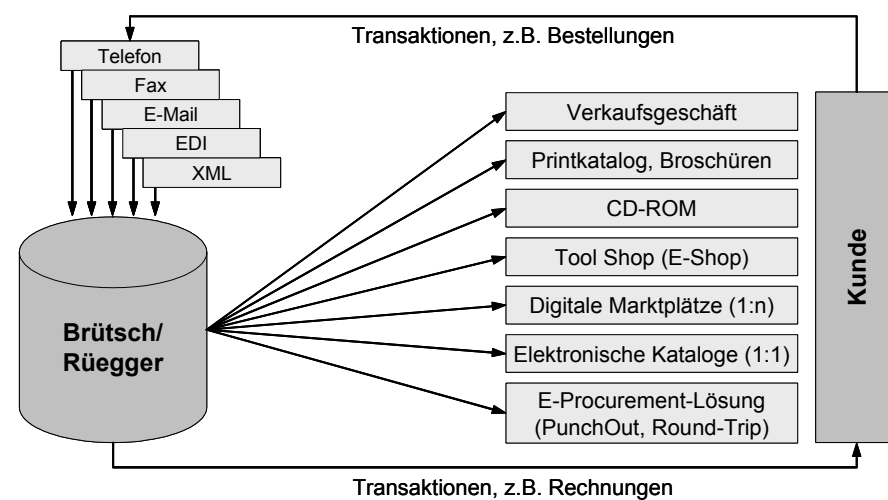 Transaktionen, z.B. Bestellungen
Telefon
Fax
E-Mail
EDI
XML
Brütsch/
Rüegger
Verkaufsgeschäft
Printkatalog, Broschüren
CD-ROM
Tool Shop (E-Shop)
Digitale Marktplätze (1:n)
Elektronische Kataloge (1:1)
E-Procurement-Lösung
(PunchOut, Round-Trip)
Kunde
Transaktionen, z.B. Rechnungen